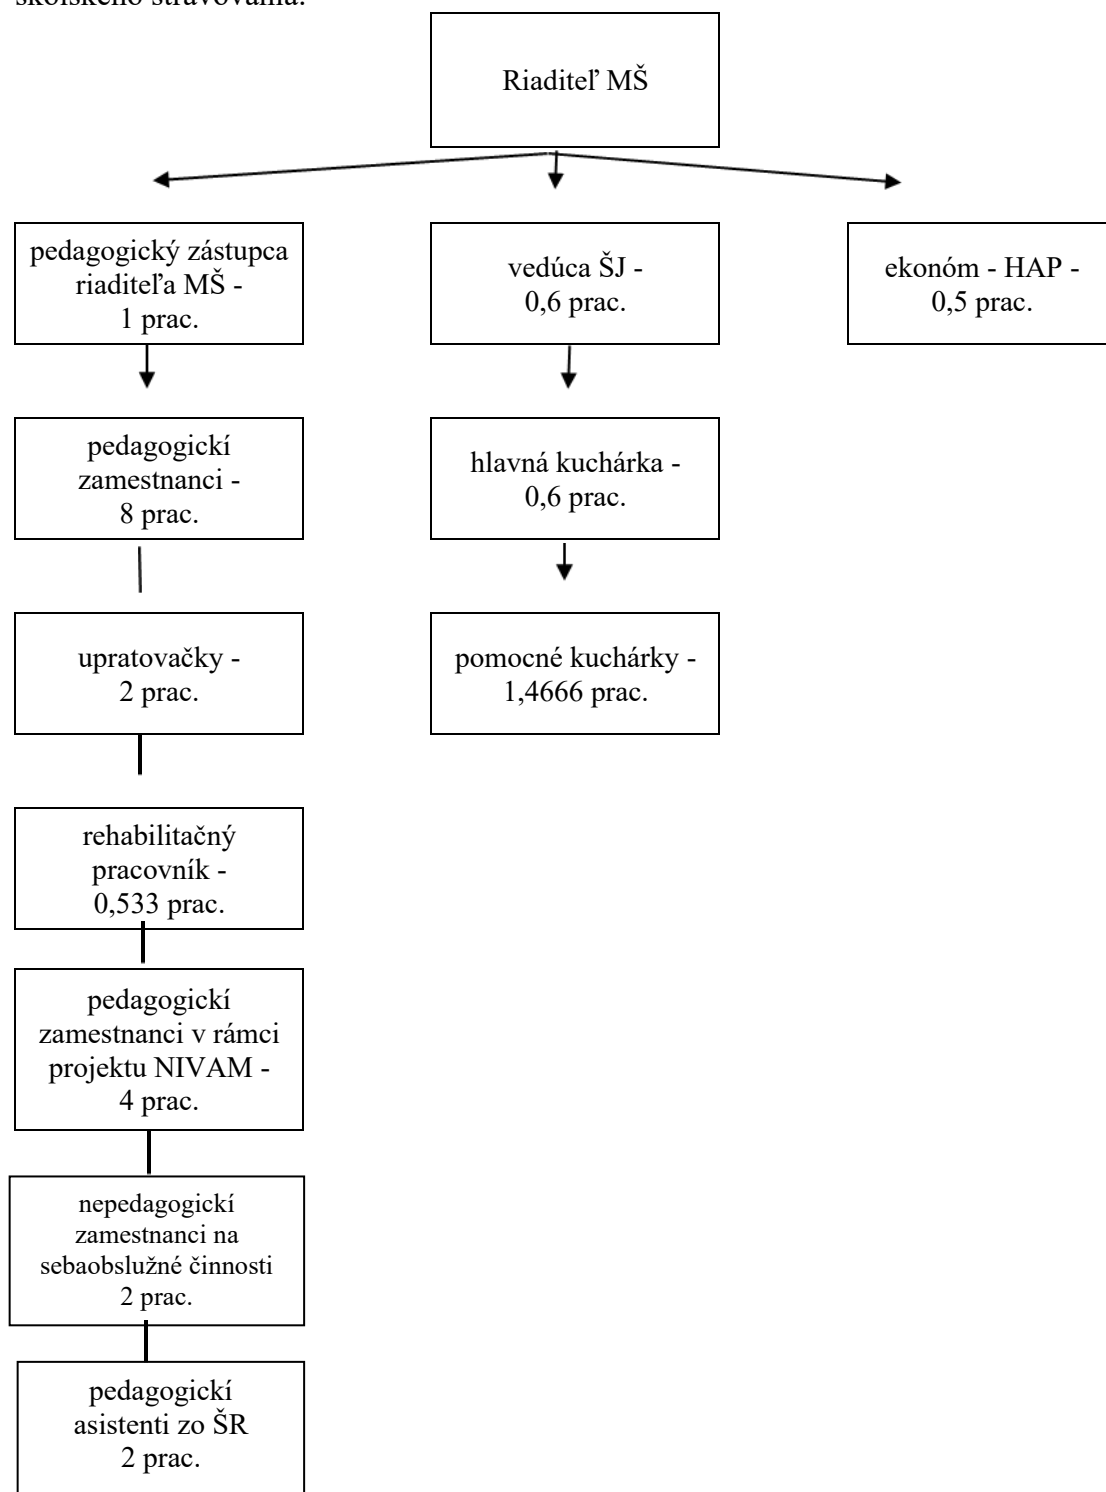 školského stravovania.
Riaditeľ MŠ
pedagogický zástupca
riaditeľa MŠ -
1 prac.
vedúca ŠJ -
0,6 prac.
ekonóm - HAP -
0,5 prac.
pedagogickí
zamestnanci -
8 prac.
hlavná kuchárka -
0,6 prac.
upratovačky -
2 prac.
pomocné kuchárky -
1,4666 prac.
rehabilitačný
pracovník -
0,533 prac.
pedagogickí
zamestnanci v rámci
projektu NIVAM -
4 prac.
nepedagogickí
zamestnanci na
sebaobslužné činnosti
2 prac.
pedagogickí
asistenti zo ŠR
2 prac.